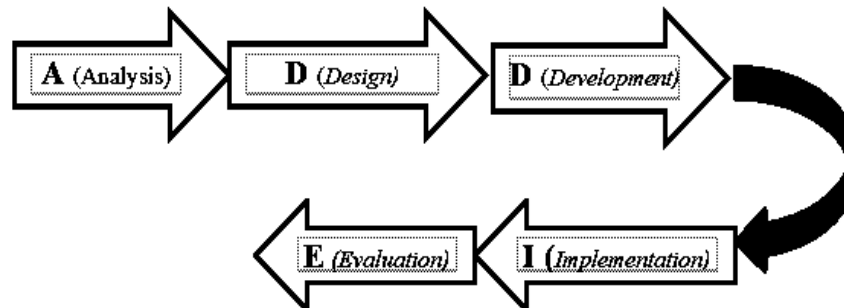 A (Analysis)
D (Design)
D (Development)
I (Implementation)
E (Evaluation)